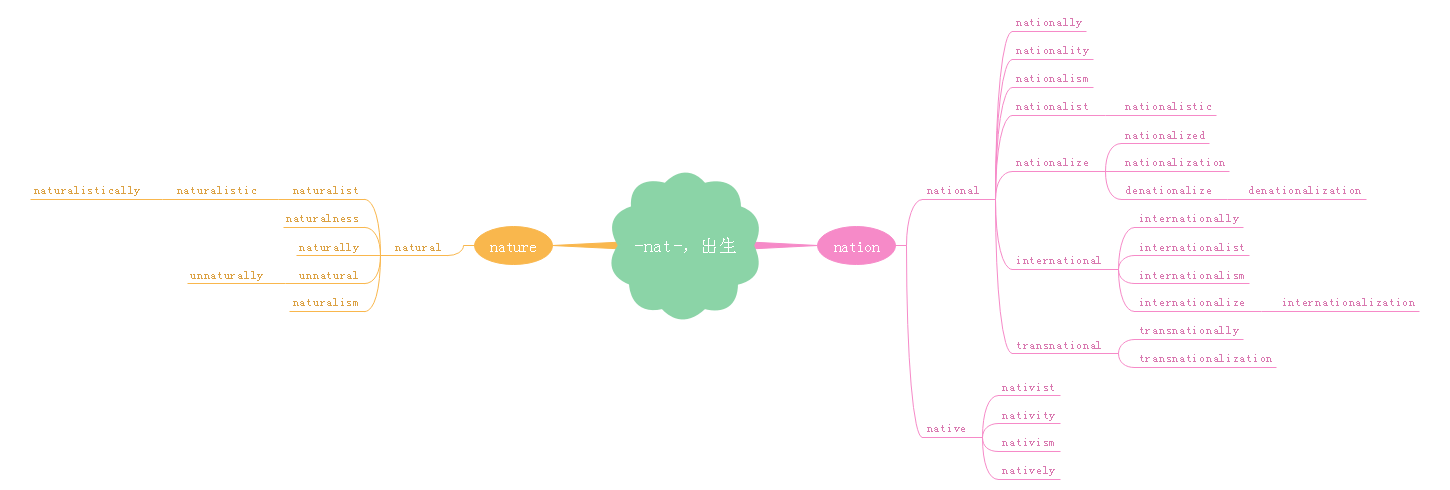 -nat-, 出生
nature
natural
naturalist
naturalistic
naturalistically
naturalness
naturally
unnatural
unnaturally
naturalism
nation
national
nationally
nationality
nationalism
nationalist
nationalistic
nationalize
nationalized
nationalization
denationalize
denationalization
international
internationally
internationalist
internationalism
internationalize
internationalization
transnational
transnationally
transnationalization
native
nativist
nativity
nativism
natively